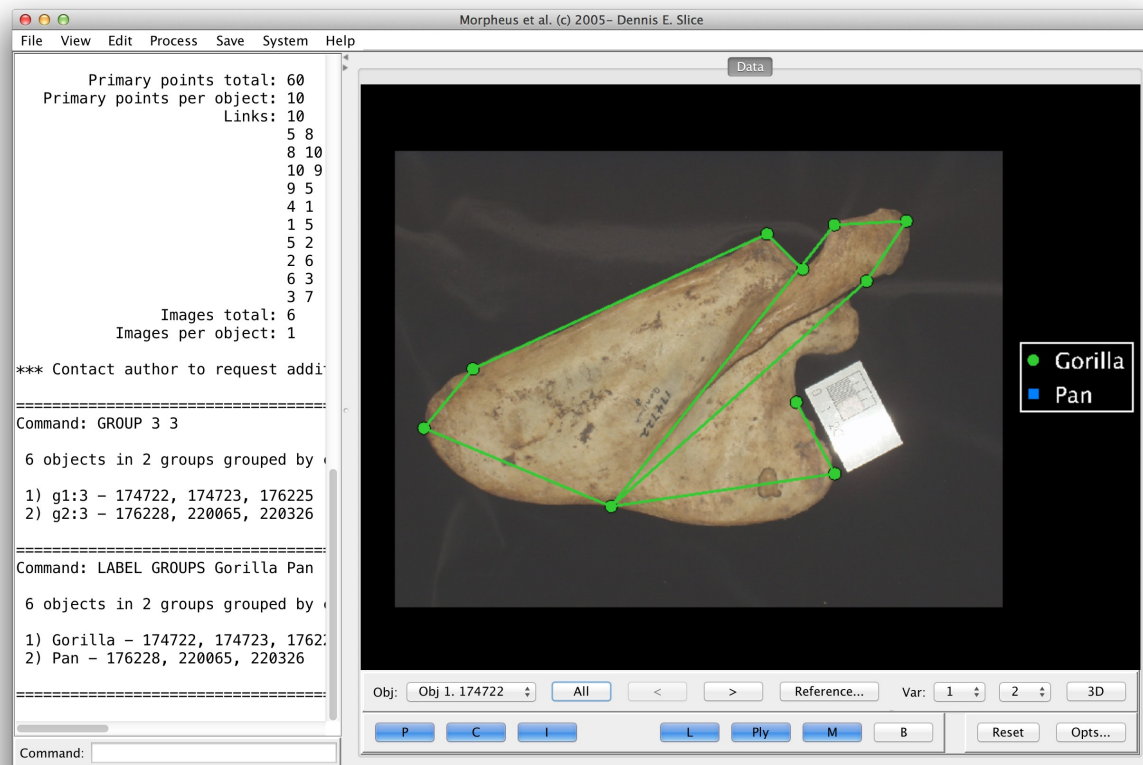 Morpheus et al. (c) 2005– Dennis E. Slice
File View Edit Process Save System Help
Primary points total: 60
Primary points per object: 10
Links: 10
5 8
8 10
10 9
9 5
4 1
1 5
5 2
2 6
6 3
3 7
Images total: 6
Images per object: 1
*** Contact author to request addi
Command: GROUP 3 3
6 objects in 2 groups grouped by
1) g1:3 – 174722, 174723, 176225
2) g2:3 – 176228, 220065, 220326
Command: LABEL GROUPS Gorilla Pan
6 objects in 2 groups grouped by
1) Gorilla – 174722, 174723, 1762
2) Pan – 176228, 220065, 220326
Command:
Data
174722
Gorilla
Pan
Obj: Obj 1. 174722 All < > Reference... Var: 1 2 3D
P C I L Ply M B Reset Opts...